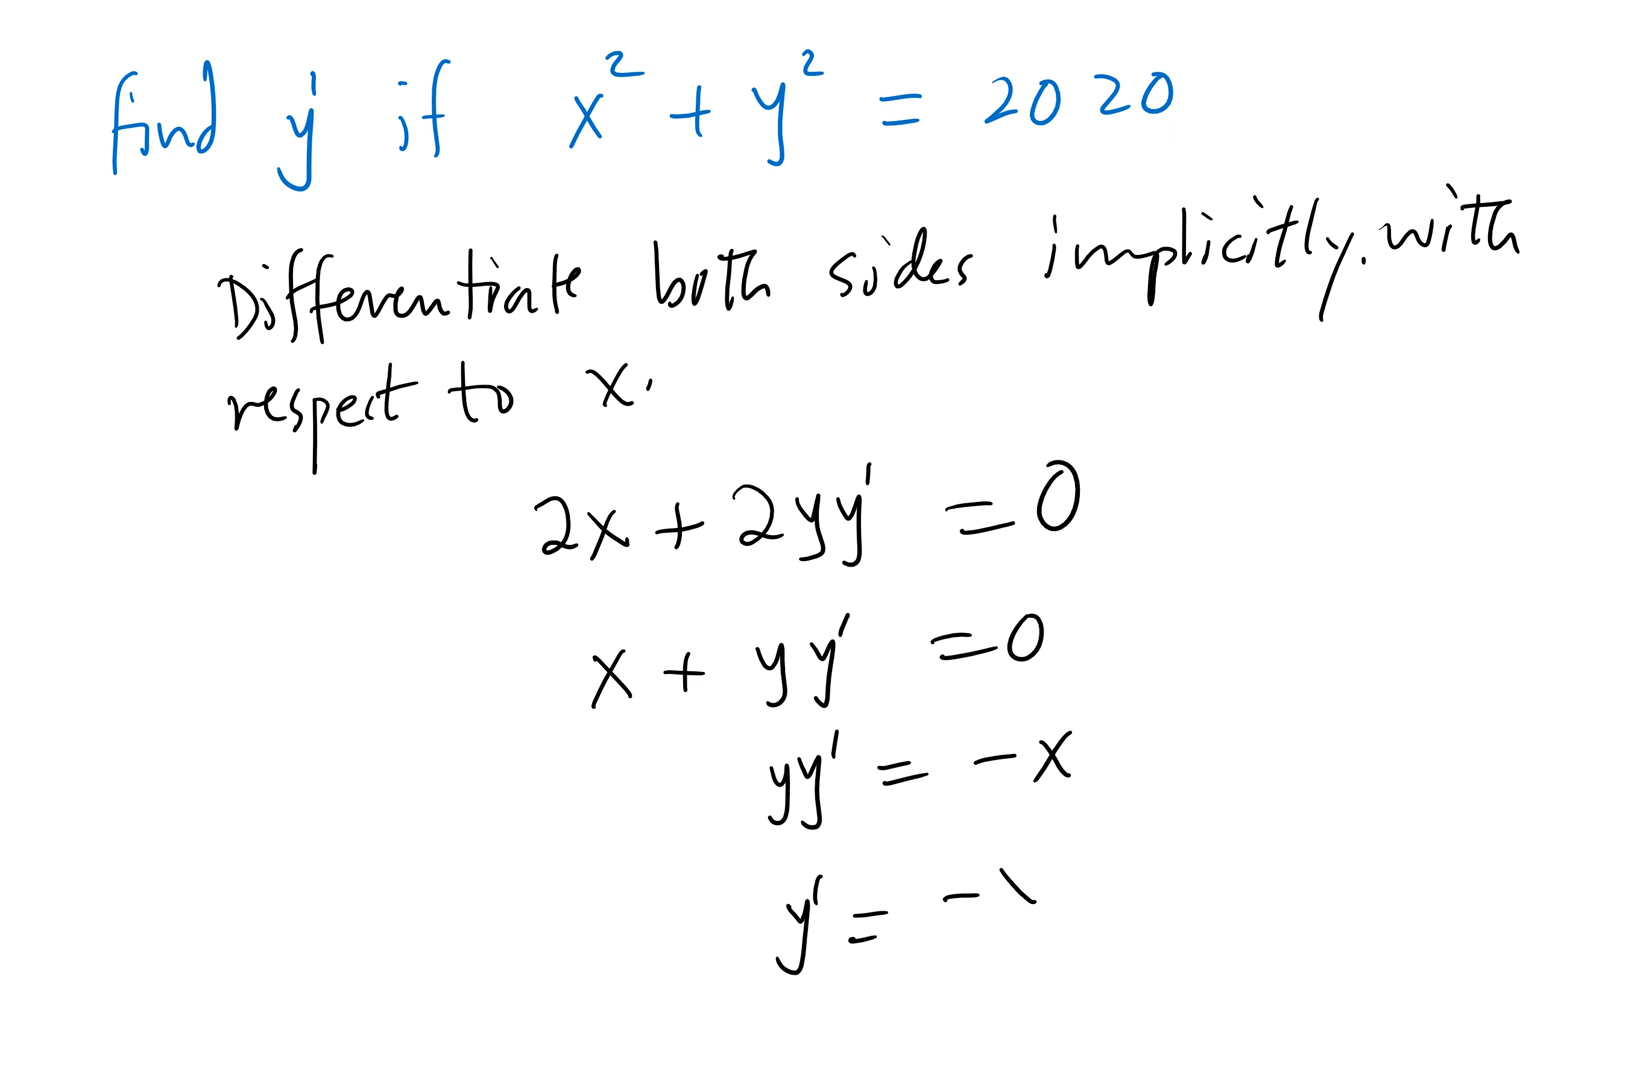 find y' if x² + y² = 2020
Differentiate both sides implicitly. with
respect to x.
2x + 2yy' = 0
x + yy' = 0
yy' = -x
y' = - \